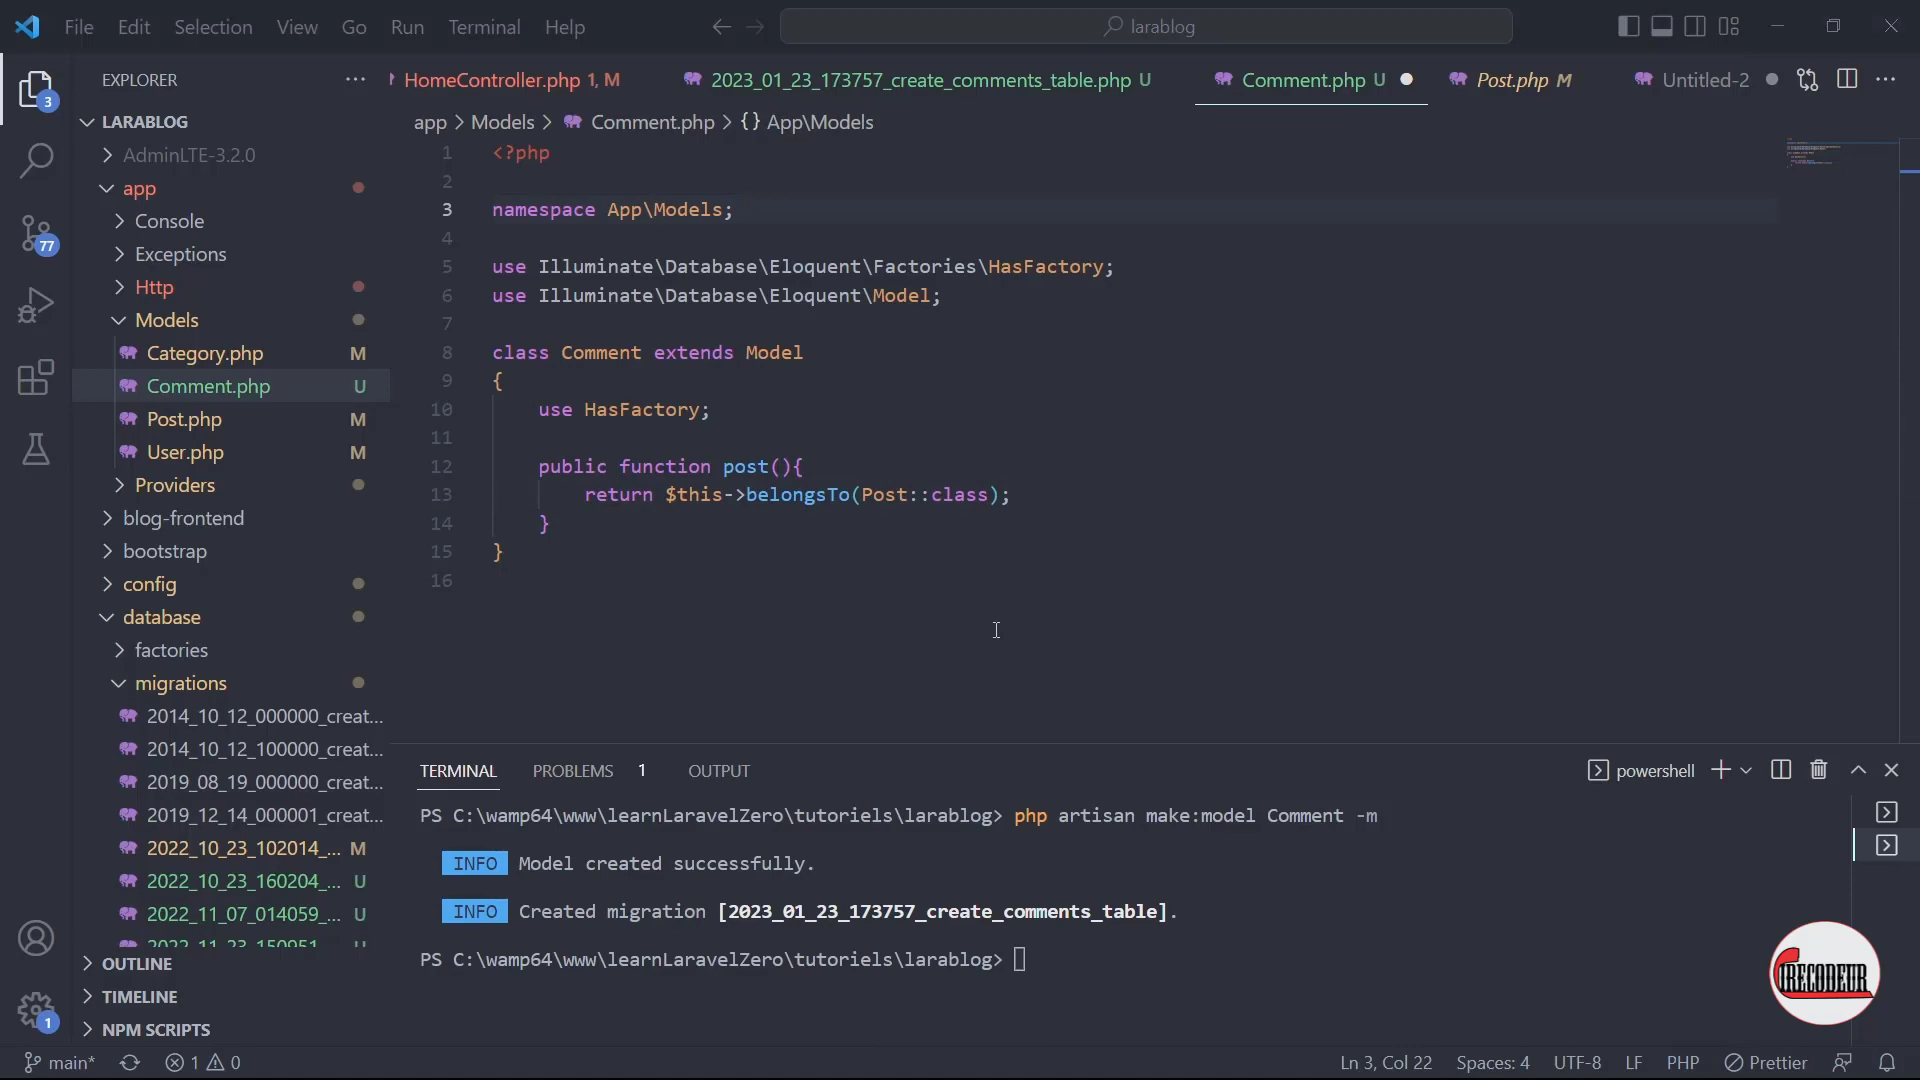 File Edit Selection View Go Run Terminal Help
larablog
EXPLORER
HomeController.php 1, M
2023_01_23_173757_create_comments_table.php U
Comment.php U
Post.php M
Untitled-2
app > Models > Comment.php > {} App\Models
3
77
1
LARABLOG
AdminLTE-3.2.0
app
Console
Exceptions
Http
Models
Category.php M
Comment.php U
Post.php M
User.php M
Providers
blog-frontend
bootstrap
config
database
factories
migrations
2014_10_12_000000_creat...
2014_10_12_100000_creat...
2019_08_19_000000_creat...
2019_12_14_000001_creat...
2022_10_23_102014_... M
2022_10_23_160204_... U
2022_11_07_014059_... U
2022_11_23_150951 U
OUTLINE
TIMELINE
NPM SCRIPTS
1 <?php
2
3 namespace App\Models;
4
5 use Illuminate\Database\Eloquent\Factories\HasFactory;
6 use Illuminate\Database\Eloquent\Model;
7
8 class Comment extends Model
9 {
10 use HasFactory;
11
12 public function post(){
13 return $this->belongsTo(Post::class);
14 }
15 }
16
TERMINAL PROBLEMS 1 OUTPUT
powershell
PS C:\wamp64\www\learnLaravelZero\tutoriels\larablog> php artisan make:model Comment -m
INFO Model created successfully.
INFO Created migration [2023_01_23_173757_create_comments_table].
PS C:\wamp64\www\learnLaravelZero\tutoriels\larablog>
CIRECODEUR
main* 1 0
Ln 3, Col 22 Spaces: 4 UTF-8 LF PHP Prettier